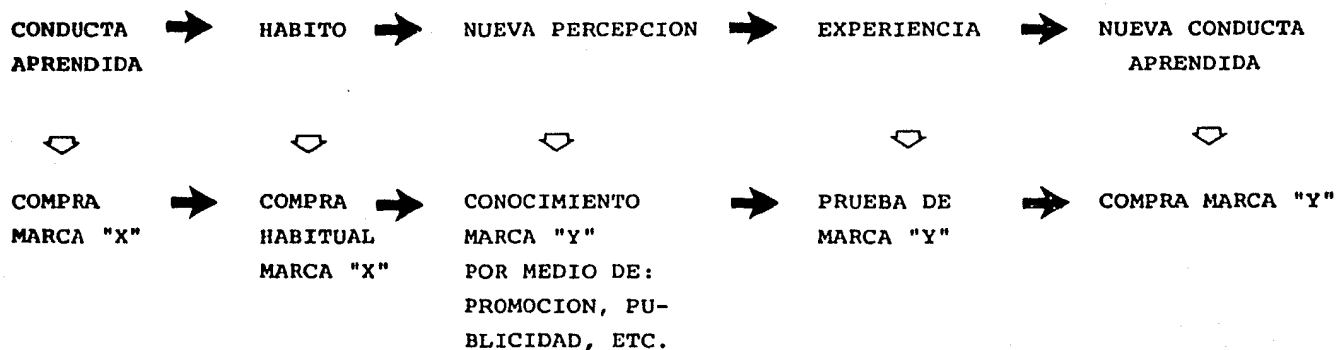 CONDUCTA
APRENDIDA
HABITO
NUEVA PERCEPCION
EXPERIENCIA
NUEVA CONDUCTA
APRENDIDA
COMPRA
MARCA "X"
COMPRA
HABITUAL
MARCA "X"
CONOCIMIENTO
MARCA "Y"
POR MEDIO DE:
PROMOCION, PU-
BLICIDAD, ETC.
PRUEBA DE
MARCA "Y"
COMPRA MARCA "Y"